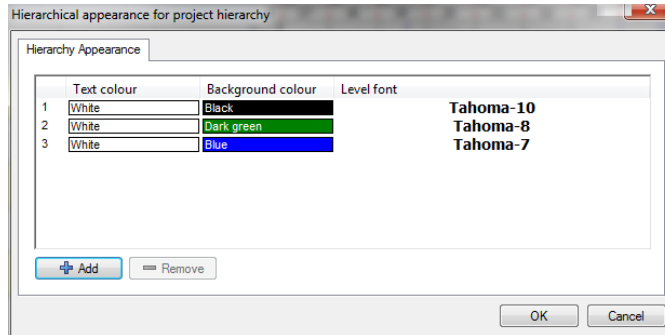 Hierarchical appearance for project hierarchy
Hierarchy Appearance
Text colour Background colour Level font
1 White Black Tahoma-10
2 White Dark green Tahoma-8
3 White Blue Tahoma-7
Add Remove
OK Cancel